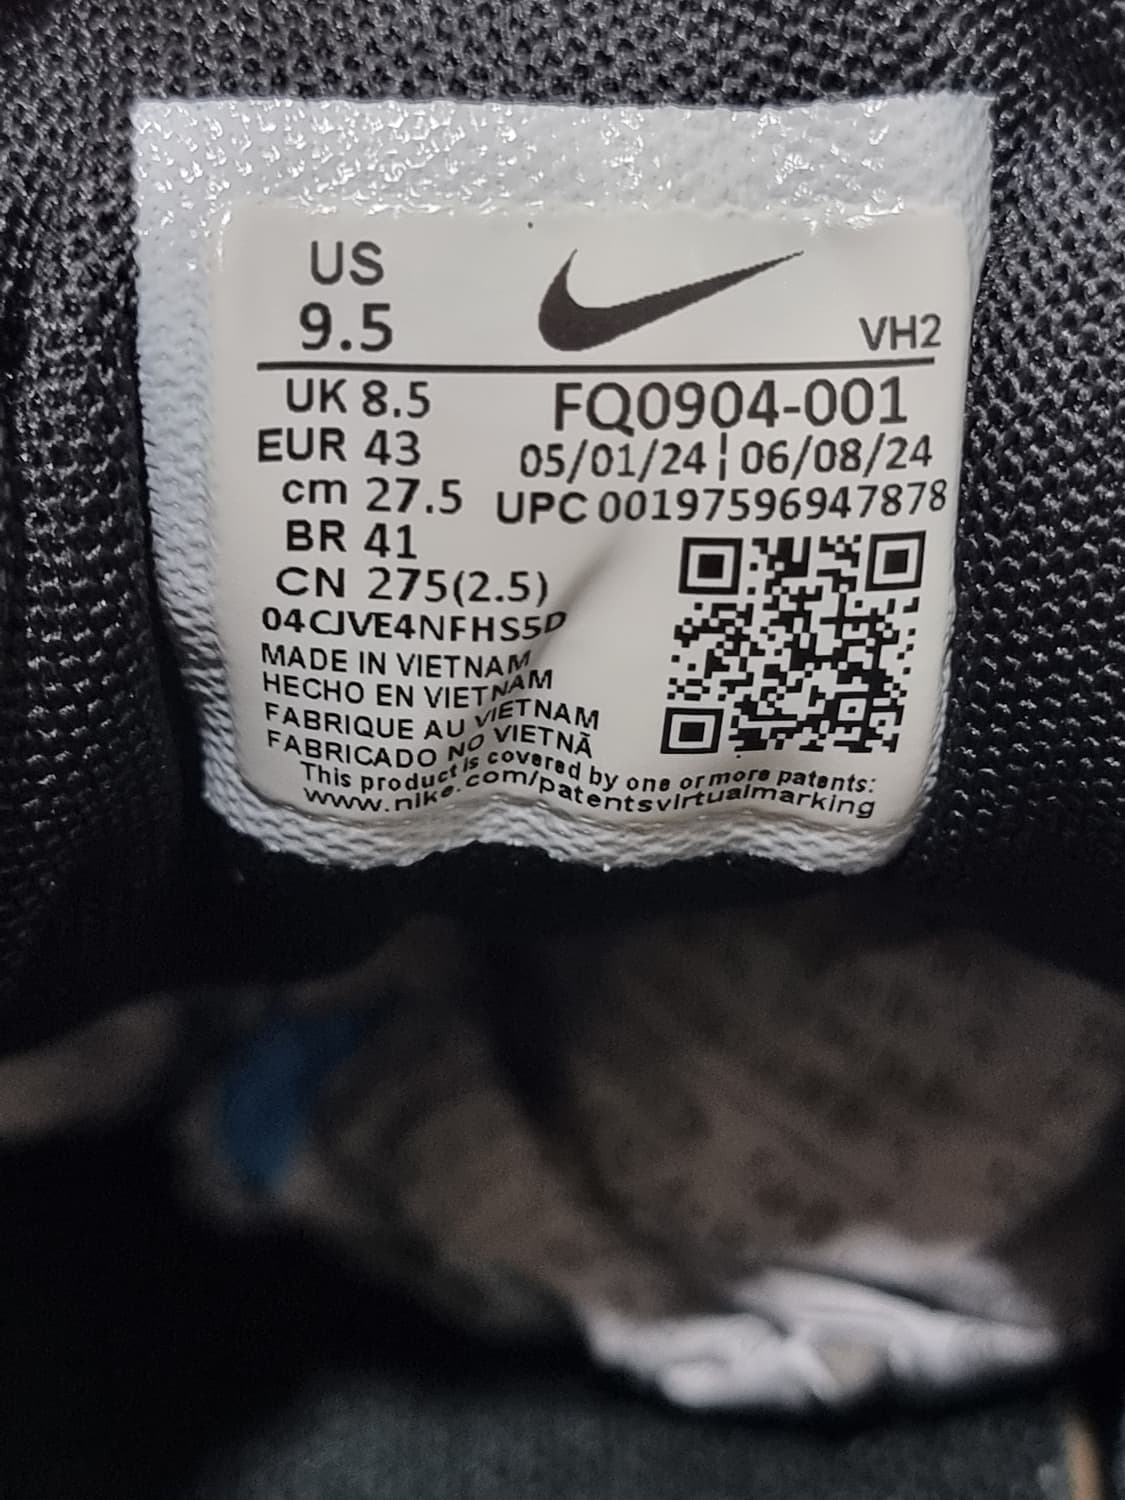 US
9.5
VH2
UK 8.5
FQ0904-001
EUR 43
05/01/24 ¦ 06/08/24
cm 27.5
UPC 00197596947878
BR 41
CN 275(2.5)
04CJVE4NFHS5D
MADE IN VIETNAM
HECHO EN VIETNAM
FABRIQUE AU VIETNAM
FABRICADO NO VIETNÃ
This product is covered by one or more patents:
www.nike.com/patentsvirtualmarking